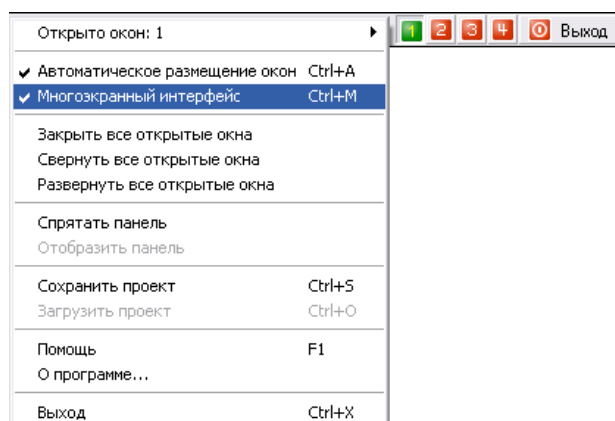 Открыто окон: 1
1 2 3 4 Выход
Автоматическое размещение окон Ctrl+A
Многоэкранный интерфейс Ctrl+M
Закрыть все открытые окна
Свернуть все открытые окна
Развернуть все открытые окна
Спрятать панель
Отобразить панель
Сохранить проект Ctrl+S
Загрузить проект Ctrl+O
Помощь F1
О программе...
Выход Ctrl+X